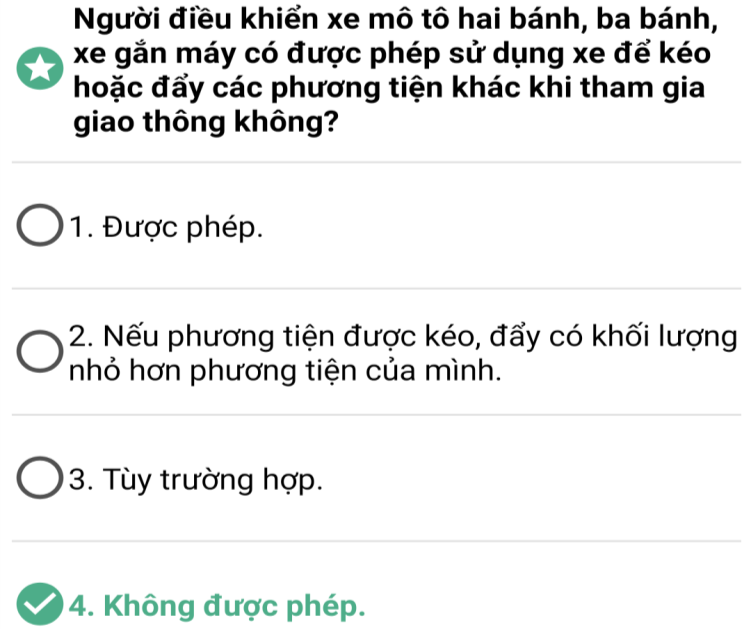 Người điều khiển xe mô tô hai bánh, ba bánh,
xe gắn máy có được phép sử dụng xe để kéo
hoặc đẩy các phương tiện khác khi tham gia
giao thông không?
1. Được phép.
2. Nếu phương tiện được kéo, đẩy có khối lượng
nhỏ hơn phương tiện của mình.
3. Tùy trường hợp.
4. Không được phép.